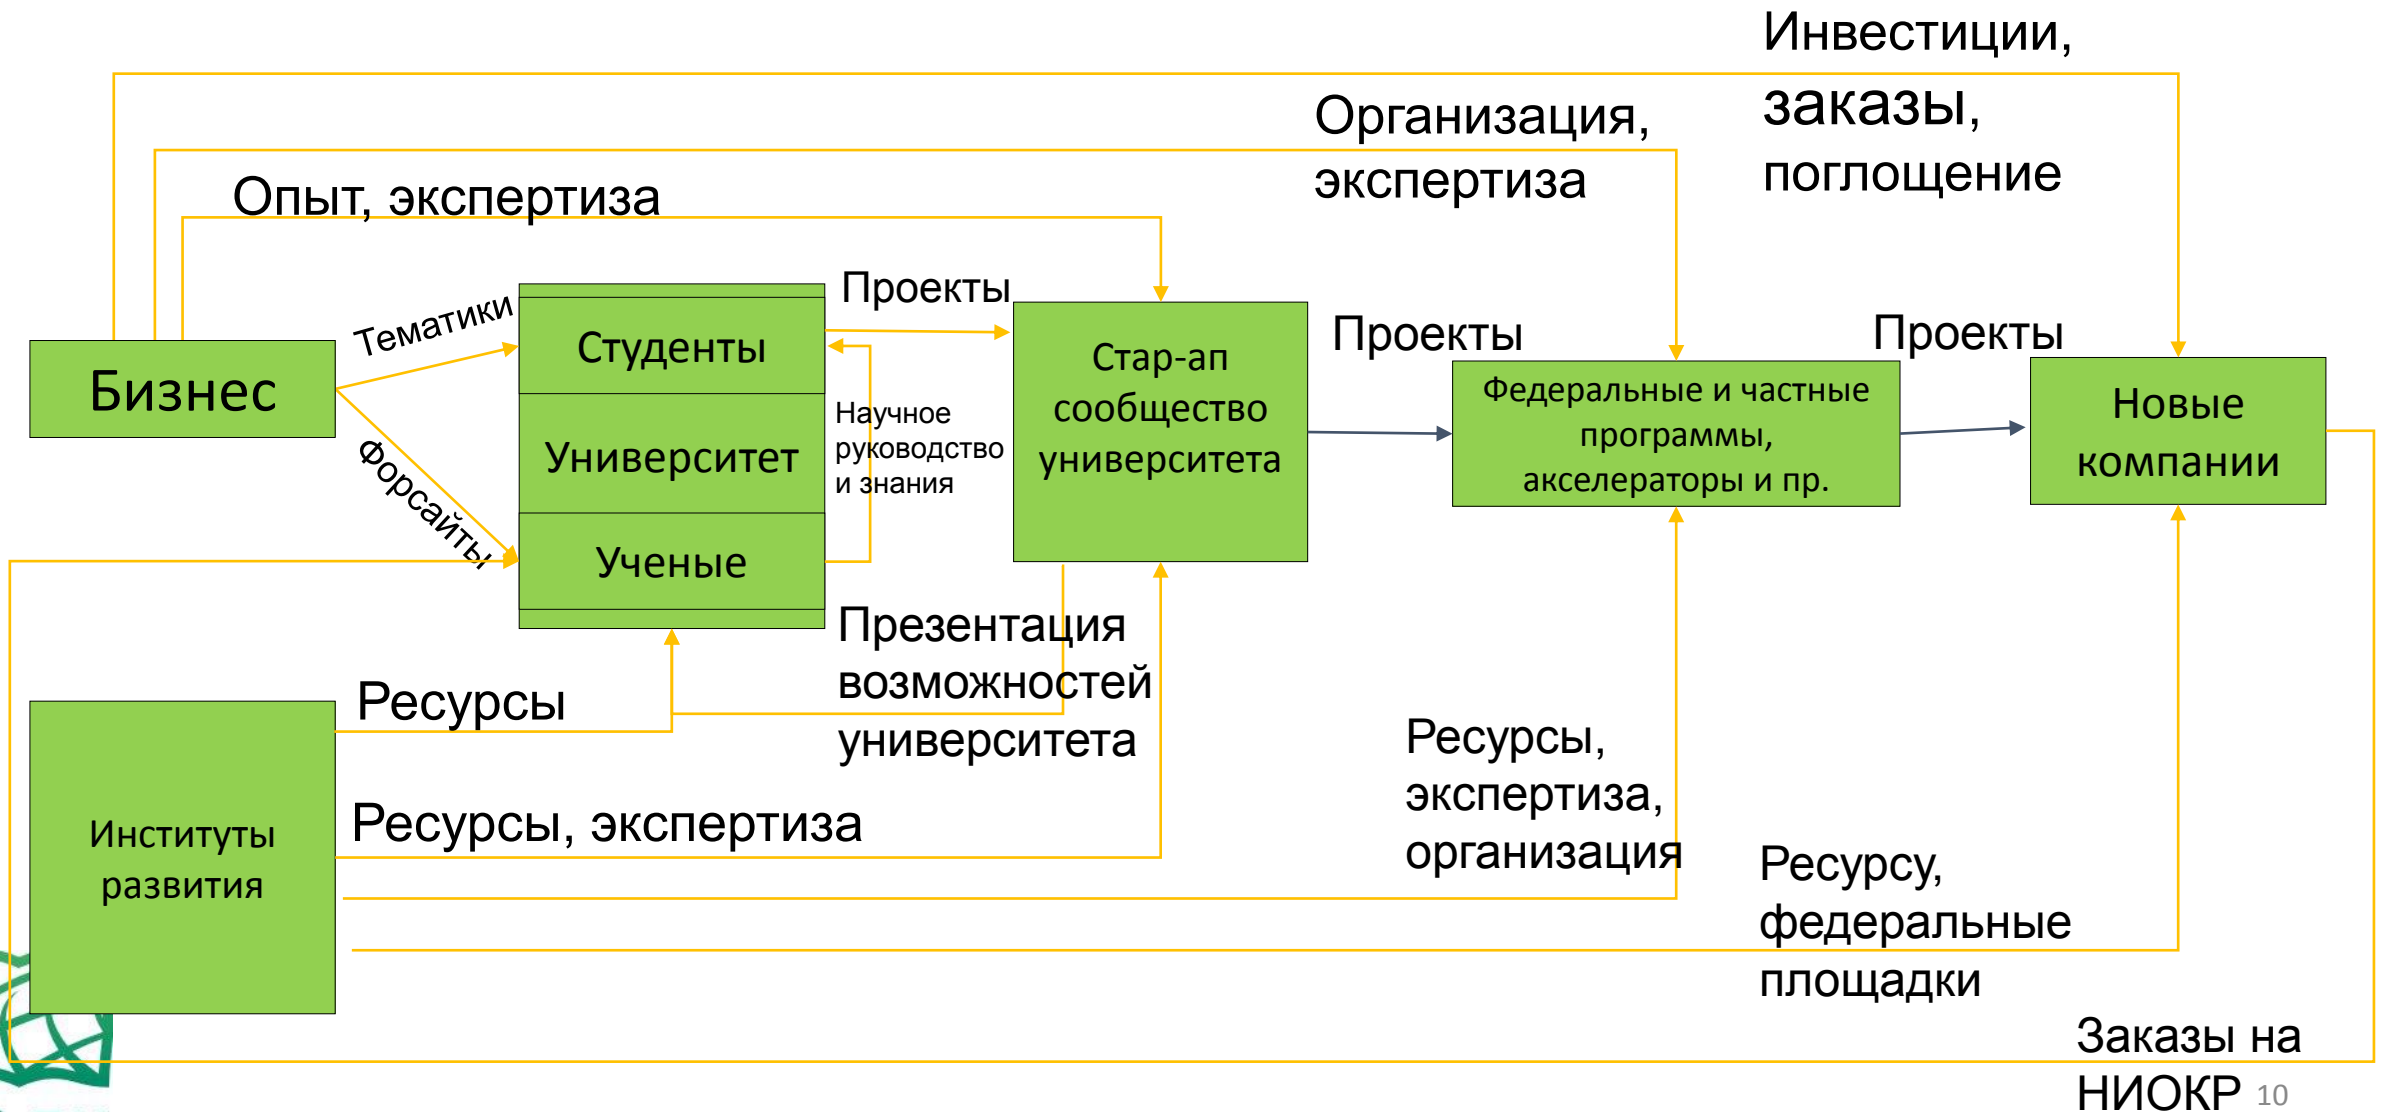 Инвестиции,
заказы,
поглощение
Организация,
экспертиза
Опыт, экспертиза
Тематики
Форсайты
Бизнес
Студенты
Университет
Ученые
Проекты
Научное
руководство
и знания
Стар-ап
сообщество
университета
Проекты
Федеральные и частные
программы,
акселераторы и пр.
Проекты
Новые
компании
Презентация
возможностей
университета
Ресурсы
Ресурсы, экспертиза
Институты
развития
Ресурсы,
экспертиза,
организация
Ресурсу,
федеральные
площадки
Заказы на
НИОКР
10